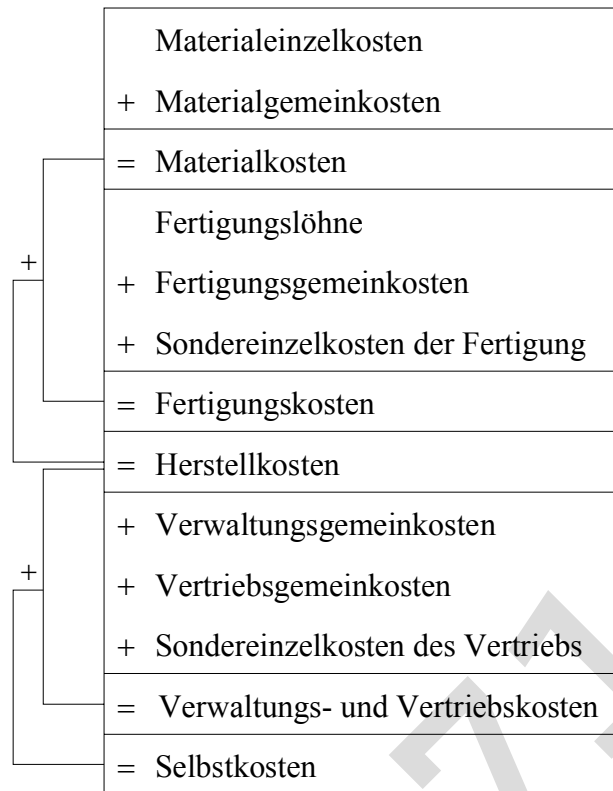 Materialeinzelkosten
+ Materialgemeinkosten
= Materialkosten
Fertigungslöhne
+
+ Fertigungsgemeinkosten
+ Sondereinzelkosten der Fertigung
= Fertigungskosten
= Herstellkosten
+ Verwaltungsgemeinkosten
+
+ Vertriebsgemeinkosten
+ Sondereinzelkosten des Vertriebs
= Verwaltungs- und Vertriebskosten
= Selbstkosten